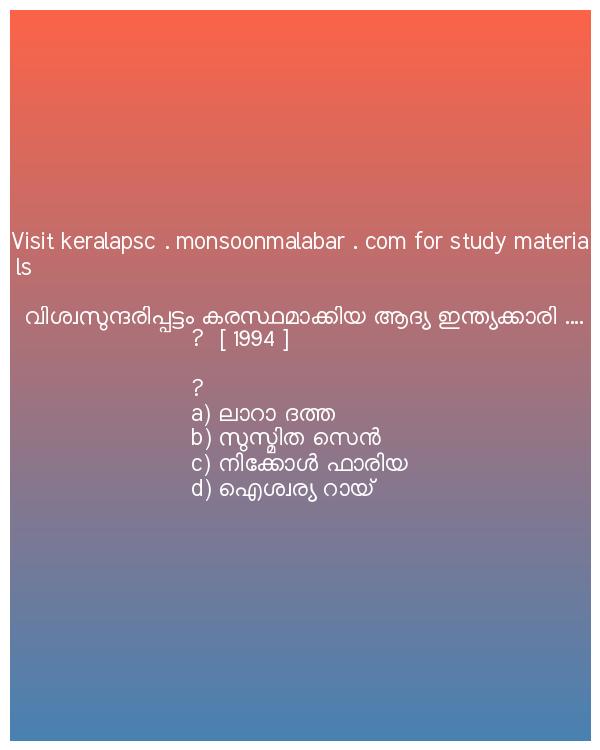 Visit keralapsc . monsoonmalabar . com for study materia
ls
വിശ്വസുന്ദരിപ്പട്ടം കരസ്ഥമാക്കിയ ആദ്യ ഇന്ത്യക്കാരി ....
? [ 1994 ]
?
a) ലാറാ ദത്ത
b) സുസ്മിത സെൻ
c) നിക്കോൾ ഫാരിയ
d) ഐശ്വര്യ റായ്